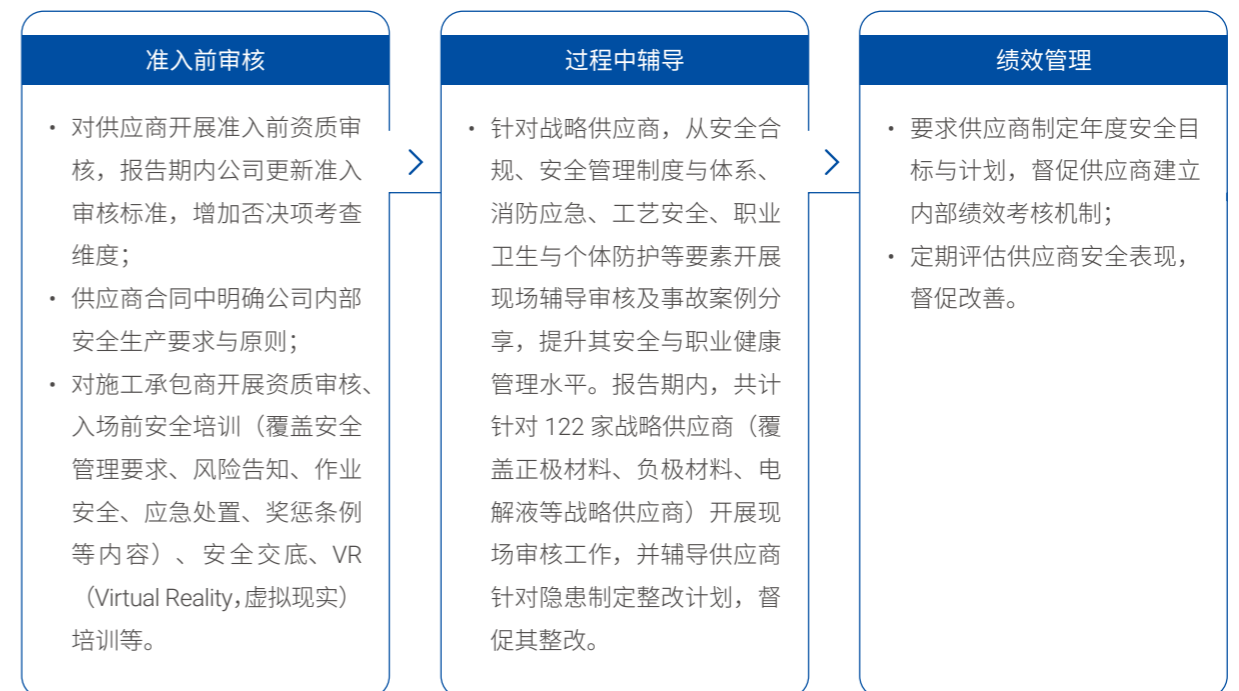 准入前审核
• 对供应商开展准入前资质审
核，报告期内公司更新准入
审核标准，增加否决项考查
维度；
• 供应商合同中明确公司内部
安全生产要求与原则；
• 对施工承包商开展资质审核、
入场前安全培训（覆盖安全
管理要求、风险告知、作业
安全、应急处置、奖惩条例
等内容）、安全交底、VR
（Virtual Reality，虚拟现实）
培训等。
过程中辅导
• 针对战略供应商，从安全合
规、安全管理制度与体系、
消防应急、工艺安全、职业
卫生与个体防护等要素开展
现场辅导审核及事故案例分
享，提升其安全与职业健康
管理水平。报告期内，共计
针对 122 家战略供应商（覆
盖正极材料、负极材料、电
解液等战略供应商）开展现
场审核工作，并辅导供应商
针对隐患制定整改计划，督
促其整改。
绩效管理
• 要求供应商制定年度安全目
标与计划，督促供应商建立
内部绩效考核机制；
• 定期评估供应商安全表现，
督促改善。